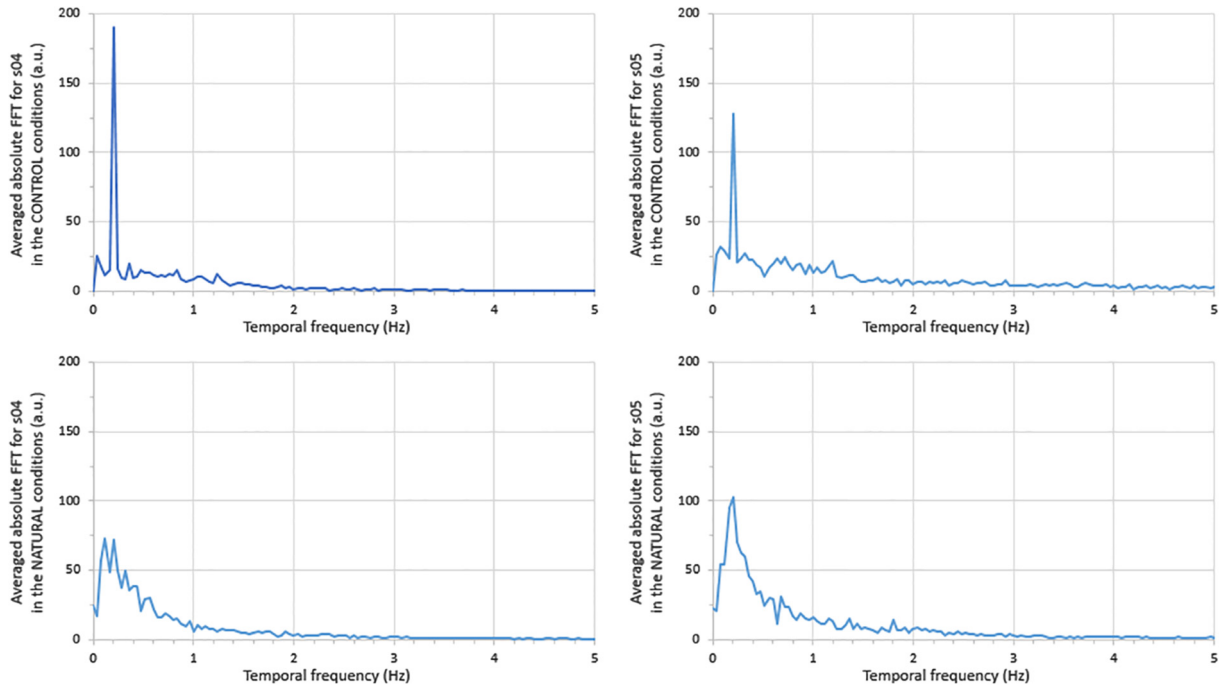 Averaged absolute FFT for s04
in the CONTROL conditions (a.u.)
200
150
100
50
0
0 1 2 3 4 5
Temporal frequency (Hz)
Averaged absolute FFT for s05
in the CONTROL conditions (a.u.)
200
150
100
50
0
0 1 2 3 4 5
Temporal frequency (Hz)
Averaged absolute FFT for s04
in the NATURAL conditions (a.u.)
200
150
100
50
0
0 1 2 3 4 5
Temporal frequency (Hz)
Averaged absolute FFT for s05
in the NATURAL conditions (a.u.)
200
150
100
50
0
0 1 2 3 4 5
Temporal frequency (Hz)